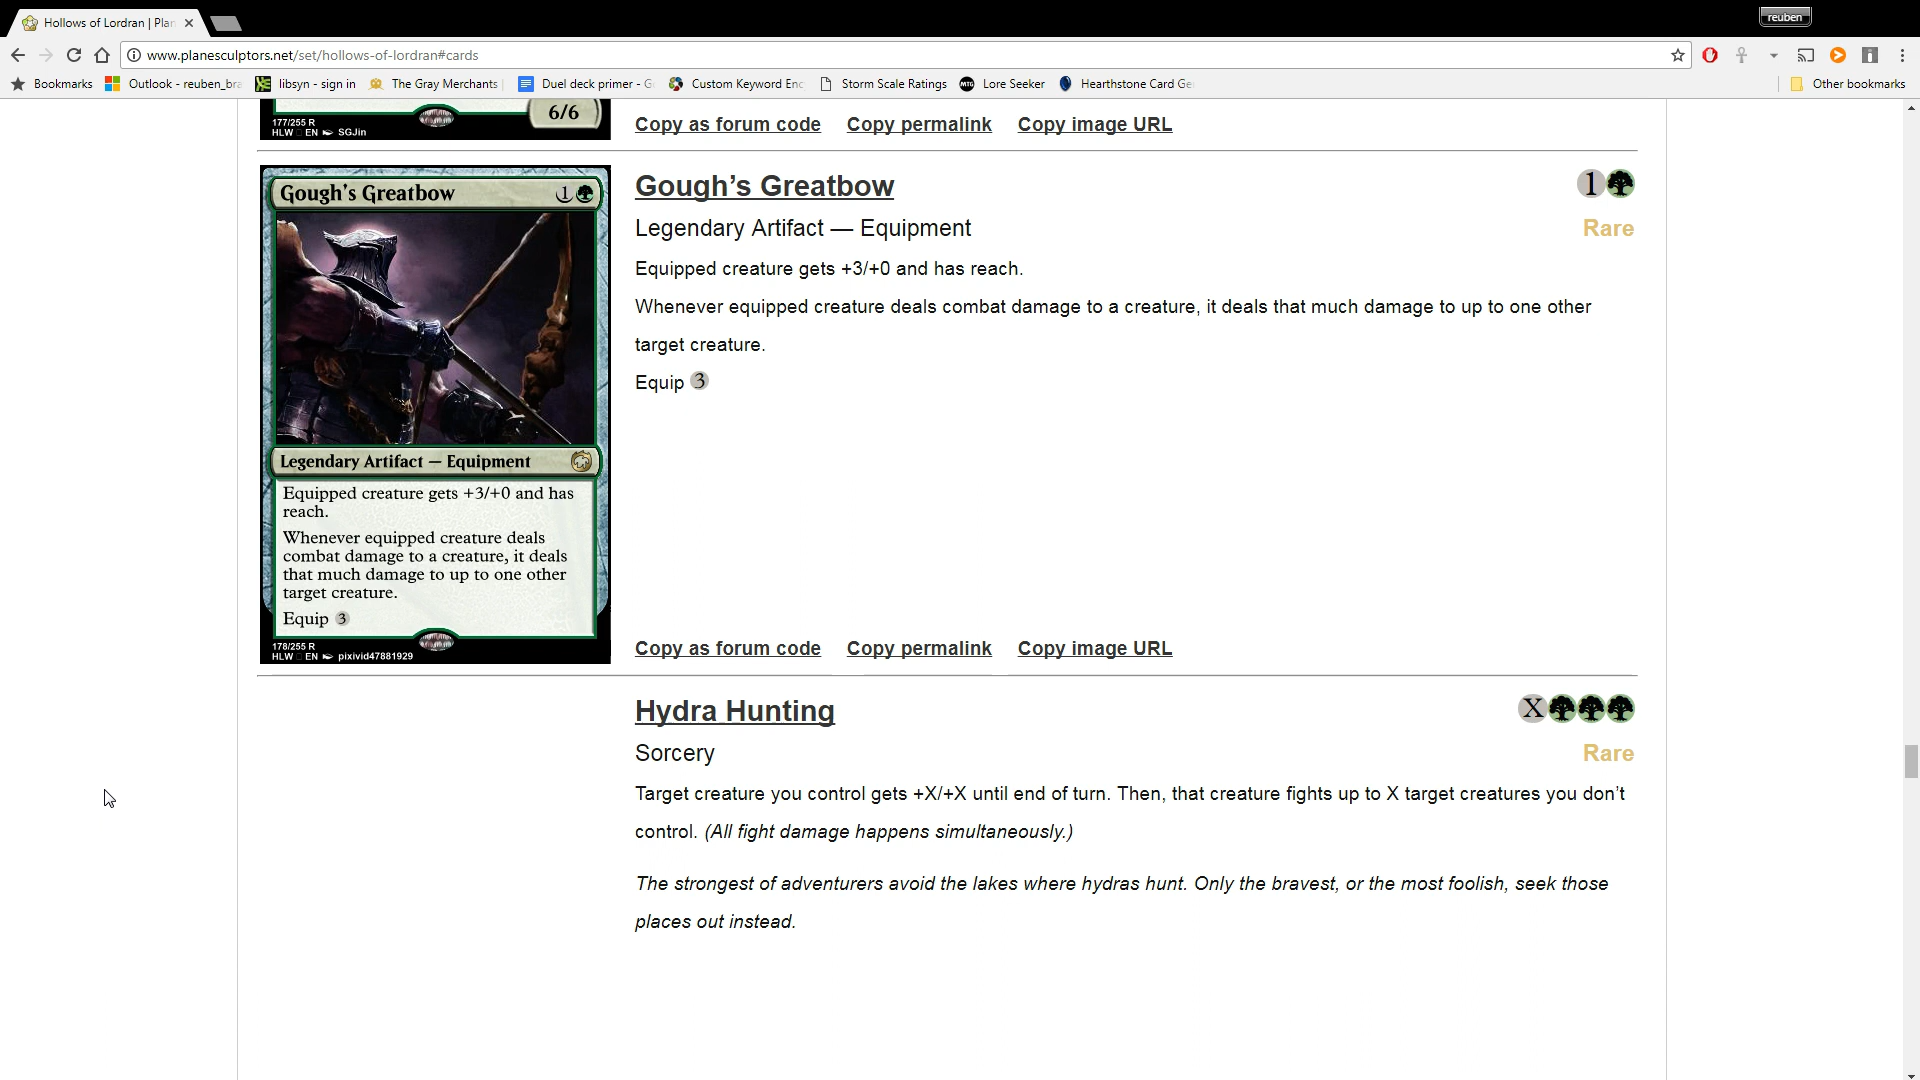 Hollows of Lordran | Plan
reuben
www.planesculptors.net/set/hollows-of-lordran#cards
Bookmarks
Outlook - reuben_bra
libsyn - sign in
The Gray Merchants
Duel deck primer - G
Custom Keyword Enc
Storm Scale Ratings
Lore Seeker
Hearthstone Card Ge
Other bookmarks
6/6
177/255 R
HLW EN SGJin
Copy as forum code Copy permalink Copy image URL
Gough's Greatbow 1
Legendary Artifact — Equipment
Equipped creature gets +3/+0 and has
reach.
Whenever equipped creature deals
combat damage to a creature, it deals
that much damage to up to one other
target creature.
Equip 3
178/255 R
HLW EN pixivid47881929
Gough’s Greatbow 1
Legendary Artifact — Equipment Rare
Equipped creature gets +3/+0 and has reach.
Whenever equipped creature deals combat damage to a creature, it deals that much damage to up to one other
target creature.
Equip 3
Copy as forum code Copy permalink Copy image URL
Hydra Hunting X
Sorcery Rare
Target creature you control gets +X/+X until end of turn. Then, that creature fights up to X target creatures you don’t
control. (All fight damage happens simultaneously.)
The strongest of adventurers avoid the lakes where hydras hunt. Only the bravest, or the most foolish, seek those
places out instead.